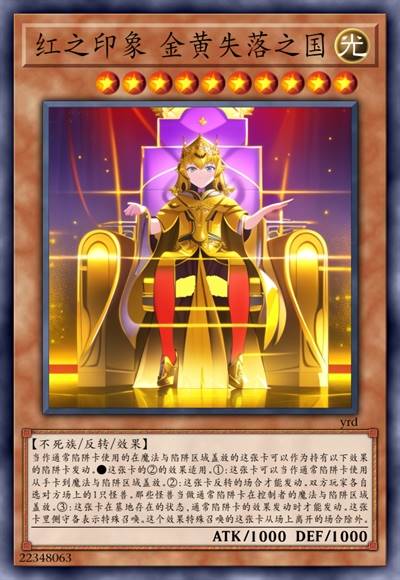 红之印象 金黄失落之国
光
yrd
【不死族/反转/效果】
当作通常陷阱卡使用的在魔法与陷阱区域盖放的这张卡可以作为持有以下效果
的陷阱卡发动。●这张卡的②的效果适用。①：这张卡可以当作通常陷阱卡使用
从手卡到魔法与陷阱区域盖放。②：这张卡反转的场合才能发动。双方玩家各自
选对方场上的1只怪兽。那些怪兽当做通常陷阱卡在控制者的魔法与陷阱区域
盖放。③：这张卡在墓地存在的状态，通常陷阱卡的效果发动时才能发动。这张
卡里侧守备表示特殊召唤。这个效果特殊召唤的这张卡从场上离开的场合除外。
ATK/1000 DEF/1000
22348063